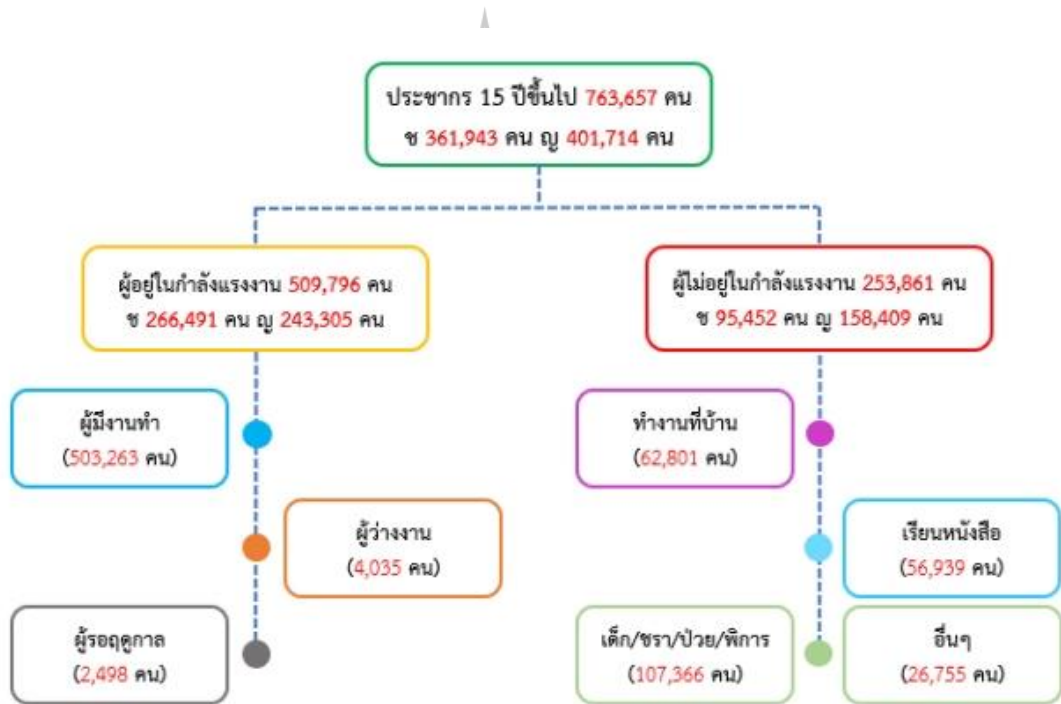 ประชากร 15 ปีขึ้นไป 763,657 คน
ช 361,943 คน ญ 401,714 คน
ผู้อยู่ในกำลังแรงงาน 509,796 คน
ช 266,491 คน ญ 243,305 คน
ผู้ไม่อยู่ในกำลังแรงงาน 253,861 คน
ช 95,452 คน ญ 158,409 คน
ผู้มีงานทำ
(503,263 คน)
ทำงานที่บ้าน
(62,801 คน)
ผู้ว่างงาน
(4,035 คน)
เรียนหนังสือ
(56,939 คน)
ผู้รอฤดูกาล
(2,498 คน)
เด็ก/ชรา/ป่วย/พิการ
(107,366 คน)
อื่นๆ
(26,755 คน)